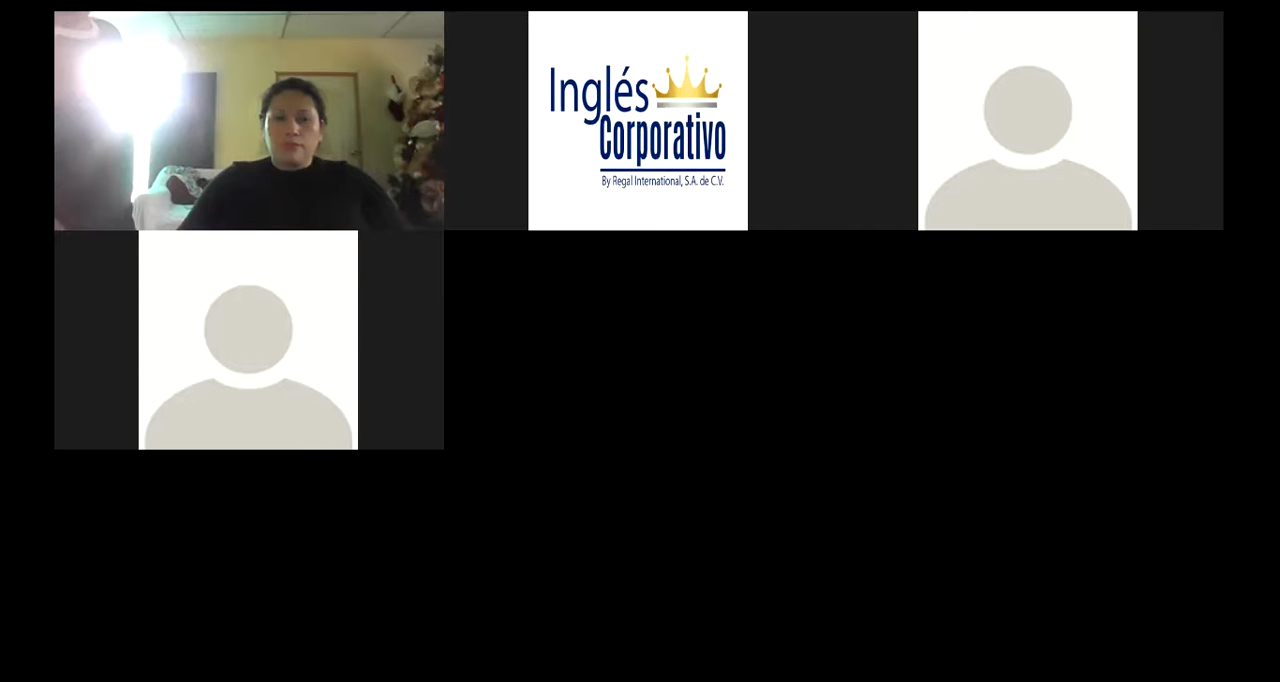 Inglés
Corporativo
By Regal International, S.A. de C.V.